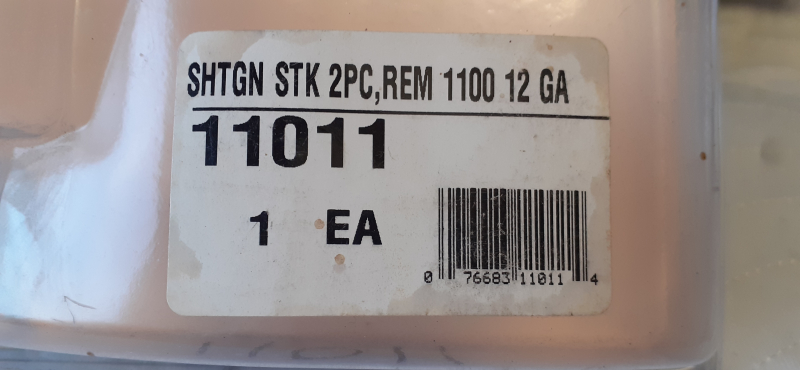 SHTGN STK 2PC,REM 1100 12 GA
11011
1 EA
0 76683 11011 4